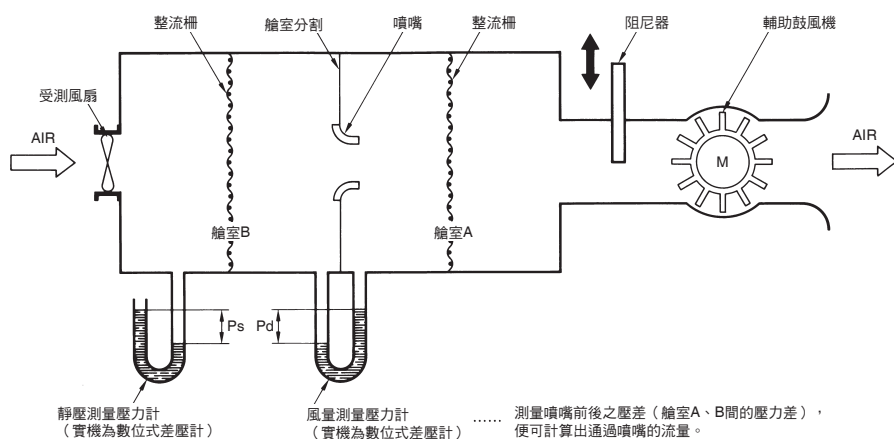 整流柵
艙室分割
噴嘴
整流柵
阻尼器
輔助鼓風機
受測風扇
AIR
M
AIR
艙室B
艙室A
Ps
Pd
靜壓測量壓力計
（實機為數位式差壓計）
風量測量壓力計
（實機為數位式差壓計）
…… 測量噴嘴前後之壓差（艙室A、B間的壓力差），
便可計算出通過噴嘴的流量。